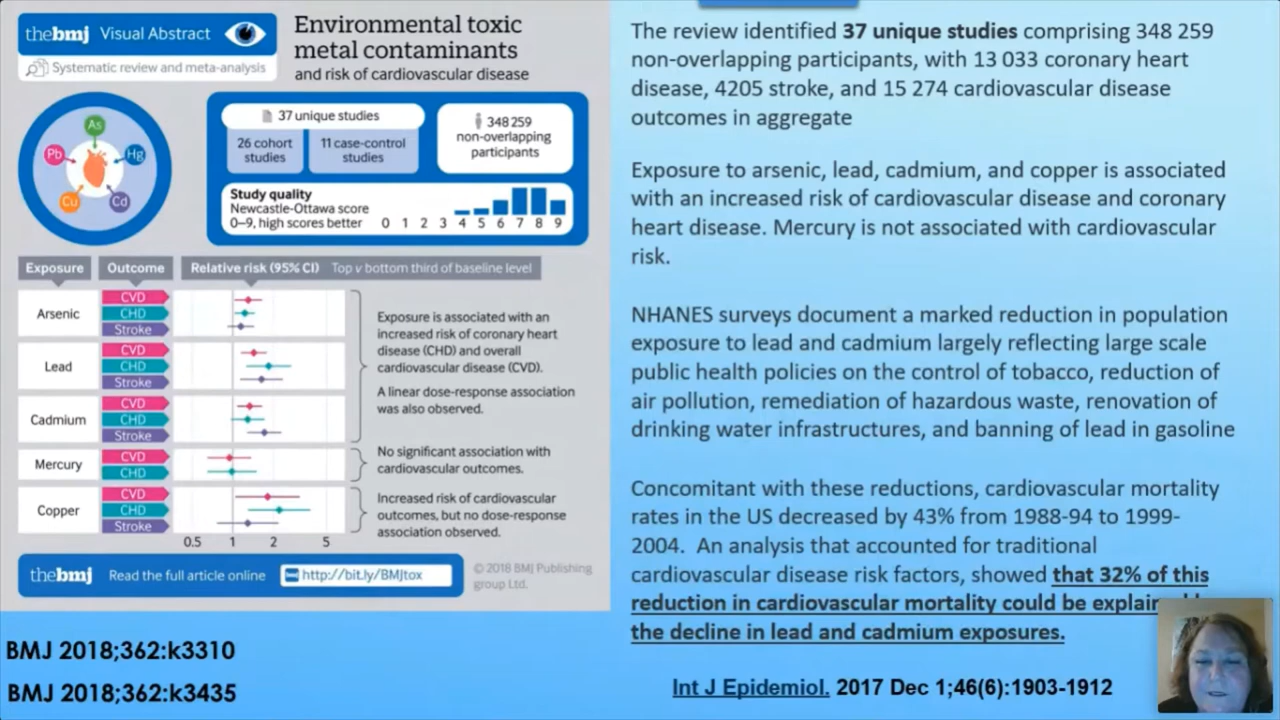 thebmj Visual Abstract
Systematic review and meta-analysis
Environmental toxic
metal contaminants
and risk of cardiovascular disease
As
Pb
Hg
Cu
Cd
37 unique studies
26 cohort
studies
11 case-control
studies
348 259
non-overlapping
participants
Study quality
Newcastle-Ottawa score
0–9, high scores better
0 1 2 3 4 5 6 7 8 9
Exposure Outcome Relative risk (95% CI) Top v bottom third of baseline level
Arsenic
CVD
CHD
Stroke
Lead
CVD
CHD
Stroke
Cadmium
CVD
CHD
Stroke
Exposure is associated with an
increased risk of coronary heart
disease (CHD) and overall
cardiovascular disease (CVD).
A linear dose-response association
was also observed.
Mercury
CVD
CHD
No significant association with
cardiovascular outcomes.
Copper
CVD
CHD
Stroke
Increased risk of cardiovascular
outcomes, but no dose-response
association observed.
0.5 1 2 5
thebmj Read the full article online http://bit.ly/BMJtox
© 2018 BMJ Publishing
group Ltd.
BMJ 2018;362:k3310
BMJ 2018;362:k3435
The review identified 37 unique studies comprising 348 259
non-overlapping participants, with 13 033 coronary heart
disease, 4205 stroke, and 15 274 cardiovascular disease
outcomes in aggregate
Exposure to arsenic, lead, cadmium, and copper is associated
with an increased risk of cardiovascular disease and coronary
heart disease. Mercury is not associated with cardiovascular
risk.
NHANES surveys document a marked reduction in population
exposure to lead and cadmium largely reflecting large scale
public health policies on the control of tobacco, reduction of
air pollution, remediation of hazardous waste, renovation of
drinking water infrastructures, and banning of lead in gasoline
Concomitant with these reductions, cardiovascular mortality
rates in the US decreased by 43% from 1988-94 to 1999-
2004. An analysis that accounted for traditional
cardiovascular disease risk factors, showed that 32% of this
reduction in cardiovascular mortality could be
the decline in lead and cadmium exposures.
Int J Epidemiol. 2017 Dec 1;46(6):1903-1912